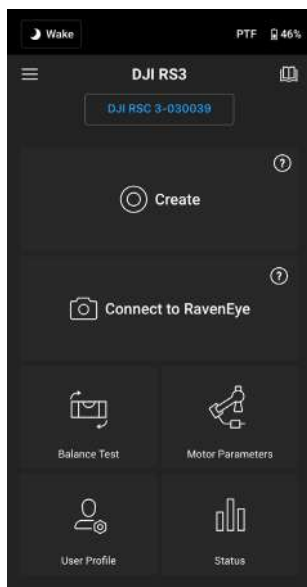 Wake PTF 46%
DJI RS3
DJI RSC 3-030039
Create
Connect to RavenEye
Balance Test Motor Parameters
User Profile Status